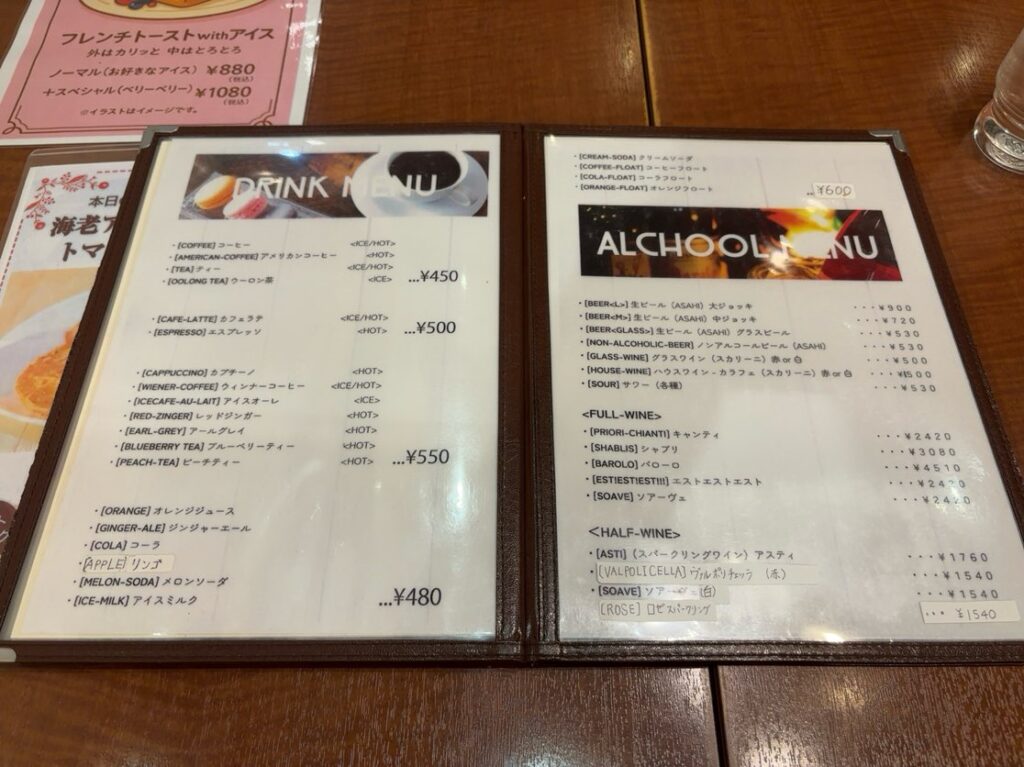 フレンチトーストwithアイス
外はカリッと 中はとろとろ
ノーマル(お好きなアイス) ¥880
(税込)
+スペシャル(ベリーベリー) ¥1080
(税込)
※イラストはイメージです。
本日
海老
トマ
DRINK MENU
・[COFFEE] コーヒー <ICE/HOT>
・[AMERICAN-COFFEE] アメリカンコーヒー <HOT>
・[TEA] ティー <ICE/HOT>
・[OOLONG TEA] ウーロン茶 <ICE> ...¥450
・[CAFE-LATTE] カフェラテ <ICE/HOT>
・[ESPRESSO] エスプレッソ <HOT> ...¥500
・[CAPPUCCINO] カプチーノ <HOT>
・[WIENER-COFFEE] ウィンナーコーヒー <ICE/HOT>
・[ICECAFE-AU-LAIT] アイスオーレ <ICE>
・[RED-ZINGER] レッドジンガー <HOT>
・[EARL-GREY] アールグレイ <HOT>
・[BLUEBERRY TEA] ブルーベリーティー <HOT>
・[PEACH-TEA] ピーチティー <HOT> ...¥550
・[ORANGE] オレンジジュース
・[GINGER-ALE] ジンジャーエール
・[COLA] コーラ
・[APPLE] リンゴ
・[MELON-SODA] メロンソーダ
・[ICE-MILK] アイスミルク ...¥480
・[CREAM-SODA] クリームソーダ
・[COFFEE-FLOAT] コーヒーフロート
・[COLA-FLOAT] コーラフロート
・[ORANGE-FLOAT] オレンジフロート ...¥600
ALCHOOL MENU
・[BEER<L>] 生ビール (ASAHI) 大ジョッキ ・・・¥900
・[BEER<M>] 生ビール (ASAHI) 中ジョッキ ・・・¥720
・[BEER<GLASS>] 生ビール (ASAHI) グラスビール ・・・¥530
・[NON-ALCOHOLIC-BEER] ノンアルコールビール (ASAHI) ・・・¥530
・[GLASS-WINE] グラスワイン (スカリーニ) 赤 or 白 ・・・¥500
・[HOUSE-WINE] ハウスワイン - カラフェ (スカリーニ) 赤 or 白 ・・・¥1500
・[SOUR] サワー (各種) ・・・¥530
<FULL-WINE>
・[PRIORI-CHIANTI] キャンティ ・・・¥2420
・[SHABLIS] シャブリ ・・・¥3080
・[BAROLO] バローロ ・・・¥4510
・[EST!EST!EST!!!] エストエストエスト ・・・¥2420
・[SOAVE] ソアーヴェ ・・・¥2420
<HALF-WINE>
・[ASTI] (スパークリングワイン) アスティ ・・・¥1760
・[VALPOLICELLA] ヴァルポリチェッラ (赤) ・・・¥1540
・[SOAVE] ソアーヴェ (白) ・・・¥1540
[ROSE] ロゼスパークリング ・・・¥1540